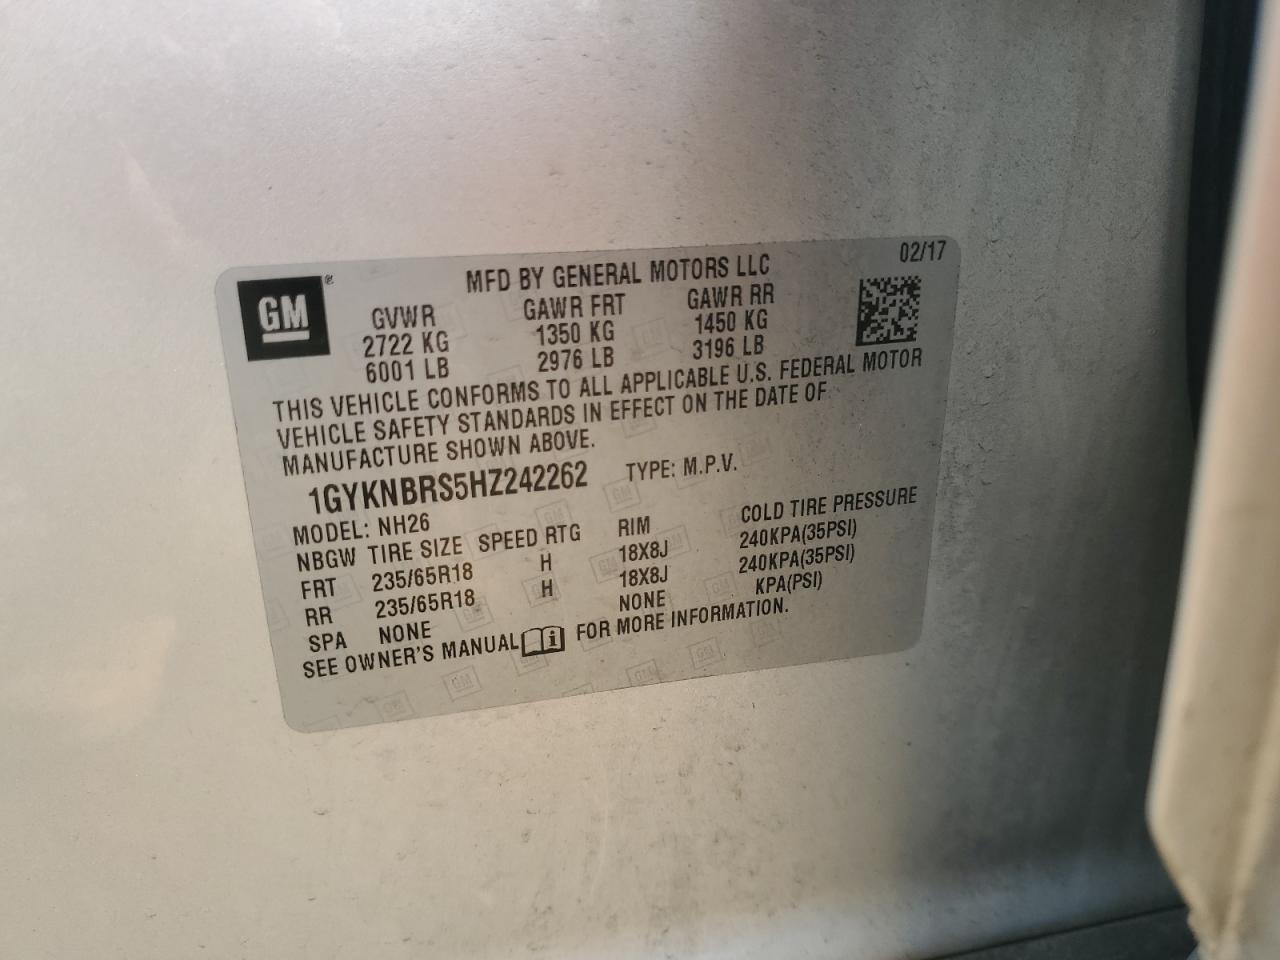 GM ®
MFD BY GENERAL MOTORS LLC 02/17
GVWR GAWR FRT GAWR RR
2722 KG 1350 KG 1450 KG
6001 LB 2976 LB 3196 LB
THIS VEHICLE CONFORMS TO ALL APPLICABLE U.S. FEDERAL MOTOR
VEHICLE SAFETY STANDARDS IN EFFECT ON THE DATE OF
MANUFACTURE SHOWN ABOVE.
1GYKNBRS5HZ242262 TYPE: M.P.V.
MODEL: NH26
NBGW TIRE SIZE SPEED RTG RIM COLD TIRE PRESSURE
FRT 235/65R18 H 18X8J 240KPA(35PSI)
RR 235/65R18 H 18X8J 240KPA(35PSI)
SPA NONE NONE KPA(PSI)
SEE OWNER'S MANUAL FOR MORE INFORMATION.